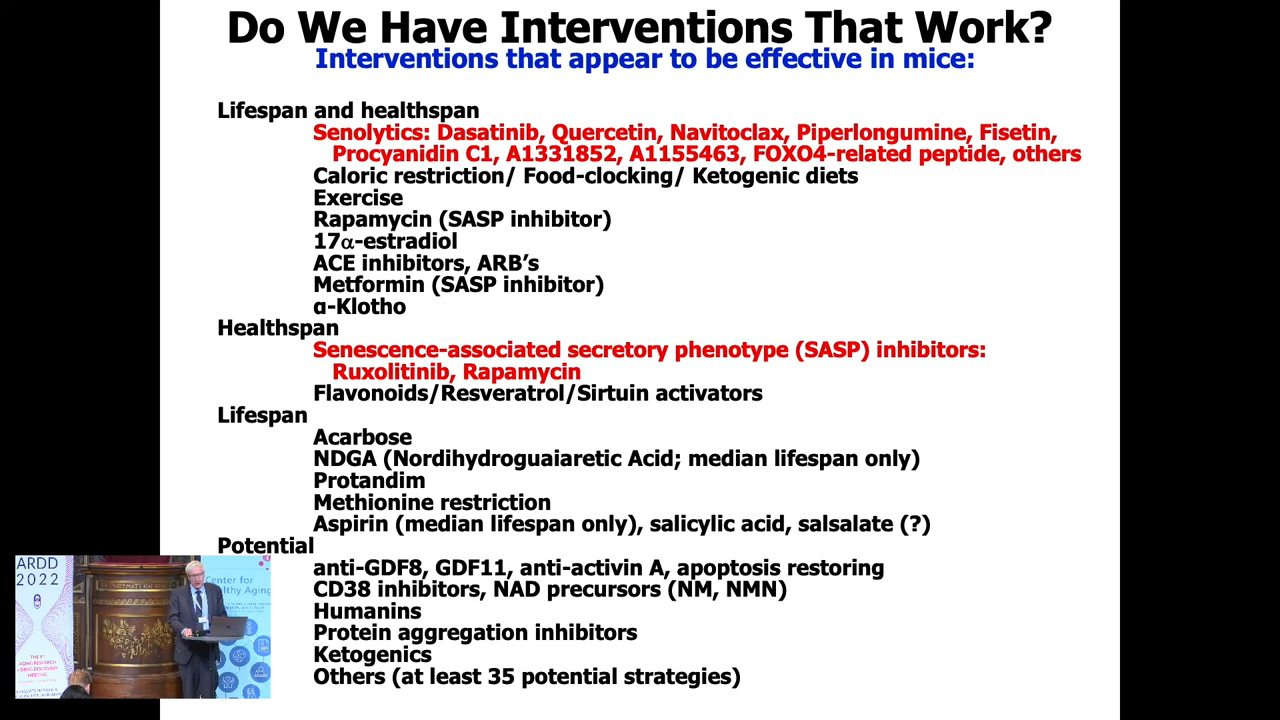 Do We Have Interventions That Work?
Interventions that appear to be effective in mice:
Lifespan and healthspan
Senolytics: Dasatinib, Quercetin, Navitoclax, Piperlongumine, Fisetin,
Procyanidin C1, A1331852, A1155463, FOXO4-related peptide, others
Caloric restriction/ Food-clocking/ Ketogenic diets
Exercise
Rapamycin (SASP inhibitor)
17α-estradiol
ACE inhibitors, ARB's
Metformin (SASP inhibitor)
α-Klotho
Healthspan
Senescence-associated secretory phenotype (SASP) inhibitors:
Ruxolitinib, Rapamycin
Flavonoids/Resveratrol/Sirtuin activators
Lifespan
Acarbose
NDGA (Nordihydroguaiaretic Acid; median lifespan only)
Protandim
Methionine restriction
Aspirin (median lifespan only), salicylic acid, salsalate (?)
Potential
anti-GDF8, GDF11, anti-activin A, apoptosis restoring
CD38 inhibitors, NAD precursors (NM, NMN)
Humanins
Protein aggregation inhibitors
Ketogenics
Others (at least 35 potential strategies)
ARDD
2022
Center for
Healthy Aging